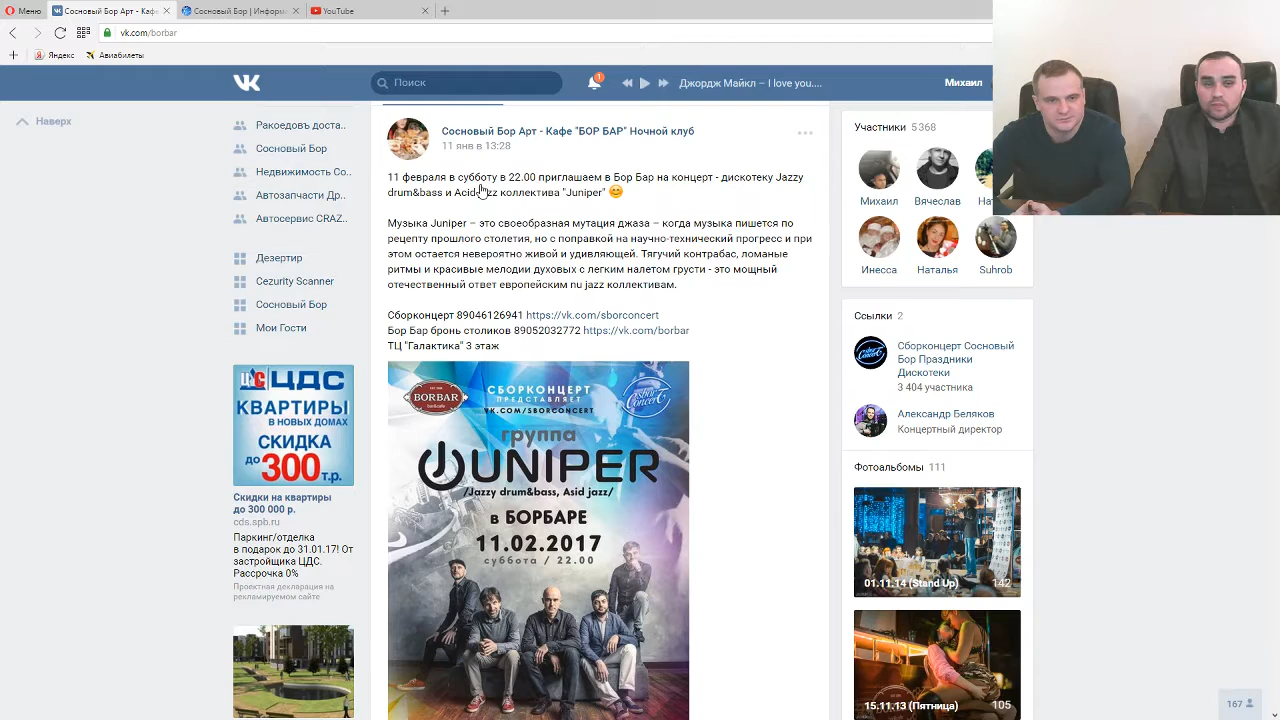 Меню
Сосновый Бор Арт - Кафе
Сосновый Бор | Информ
YouTube
vk.com/borbar
Яндекс
Авиабилеты
Поиск
1
Джордж Майкл – I love you....
Михаил
Наверх
Ракоедовъ доста..
Сосновый Бор
Недвижимость Со..
Автозапчасти Др..
Автосервис CRAZ..
Дезертир
Cezurity Scanner
Сосновый Бор
Мои Гости
ЦДС
КВАРТИРЫ
В НОВЫХ ДОМАХ
СКИДКА
ДО 300 Т.Р.
Скидки на квартиры
до 300 000 р.
cds.spb.ru
Паркинг/отделка
в подарок до 31.01.17! От
застройщика ЦДС.
Рассрочка 0%
Проектная декларация на
рекламируемом сайте
Сосновый Бор Арт - Кафе "БОР БАР" Ночной клуб
11 янв в 13:28
11 февраля в субботу в 22.00 приглашаем в Бор Бар на концерт - дискотеку Jazzy
drum&bass и Acid jazz коллектива "Juniper"
Музыка Juniper – это своеобразная мутация джаза – когда музыка пишется по
рецепту прошлого столетия, но с поправкой на научно-технический прогресс и при
этом остается невероятно живой и удивляющей. Тягучий контрабас, ломаные
ритмы и красивые мелодии духовых с легким налетом грусти - это мощный
отечественный ответ европейским nu jazz коллективам.
Сборконцерт 89046126941 https://vk.com/sborconcert
Бор Бар бронь столиков 89052032772 https://vk.com/borbar
ТЦ "Галактика" 3 этаж
BORBAR
СБОРКОНЦЕРТ
ПРЕДСТАВЛЯЕТ
VK.COM/SBORCONCERT
группа
JUNIPER
/Jazzy drum&bass, Asid jazz/
в БОРБАРЕ
11.02.2017
суббота / 22.00
Участники 5 368
Михаил
Вячеслав
Нат
Инесса
Наталья
Suhrob
Ссылки 2
Сборконцерт Сосновый
Бор Праздники
Дискотеки
3 404 участника
Александр Беляков
Концертный директор
Фотоальбомы 111
01.11.14 (Stand Up) 142
15.11.13 (Пятница) 105
167